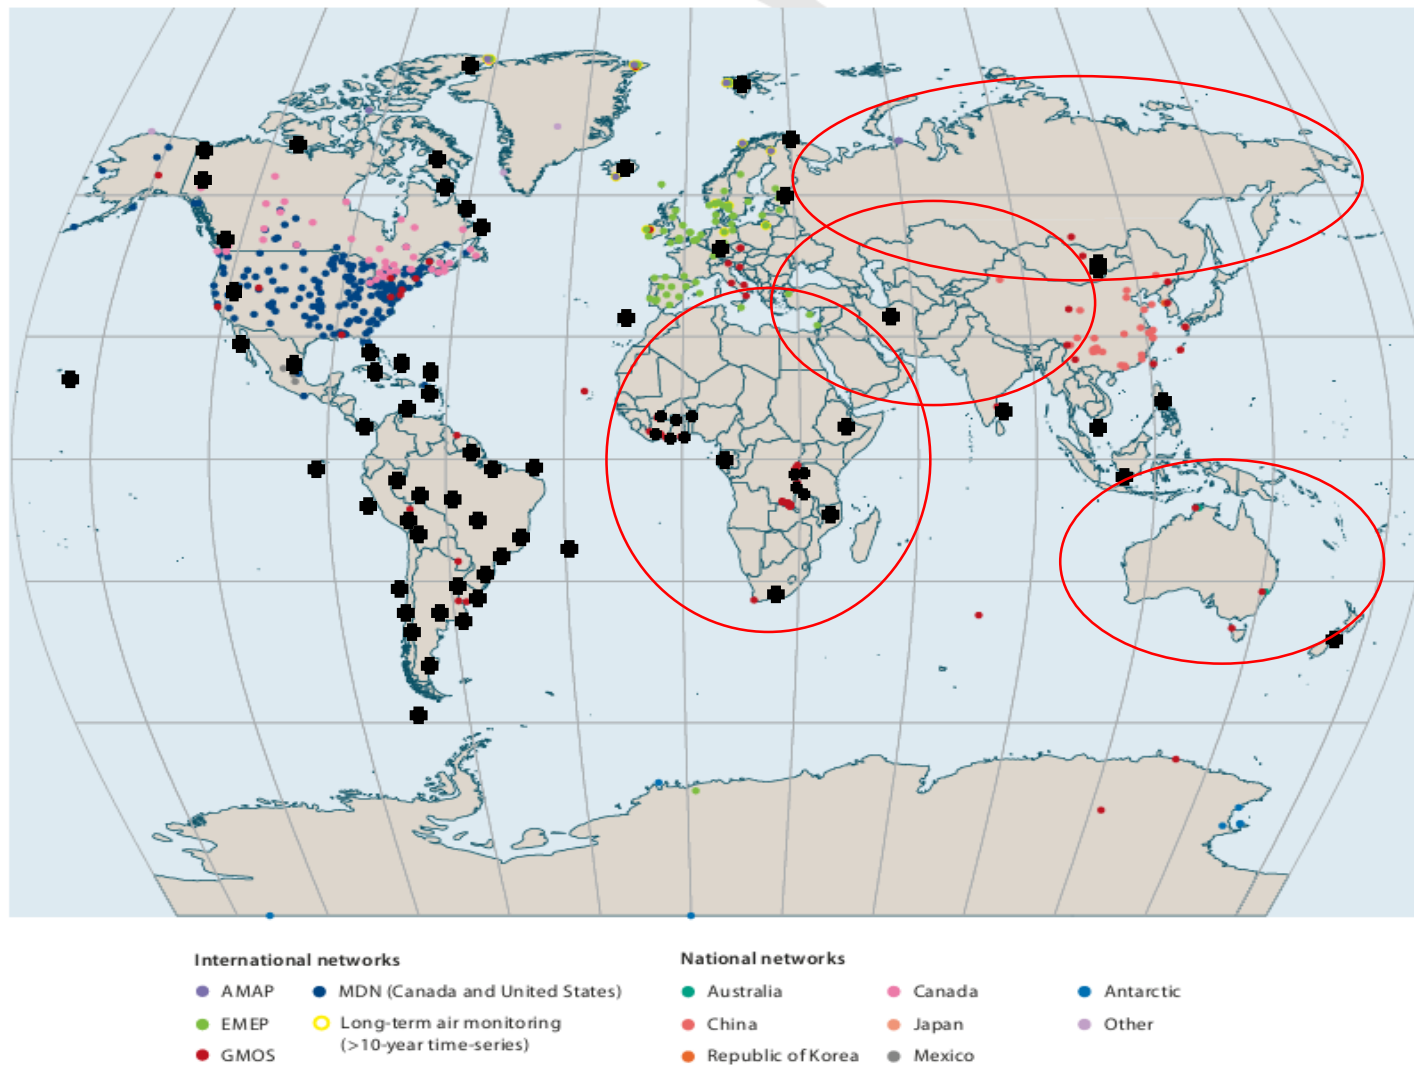 International networks
AMAP
EMEP
GMOS
MDN (Canada and United States)
Long-term air monitoring
(>10-year time-series)
National networks
Australia
China
Republic of Korea
Canada
Japan
Mexico
Antarctic
Other